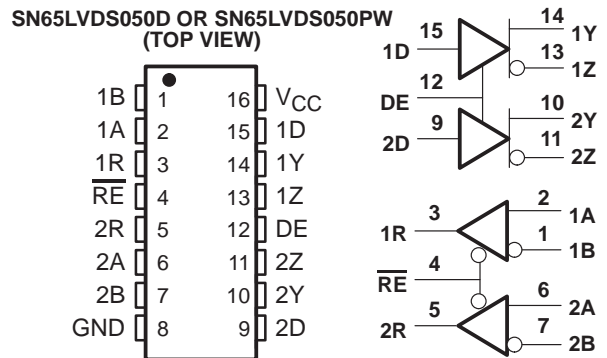 SN65LVDS050D OR SN65LVDS050PW
(TOP VIEW)
1B 1 16 VCC
1A 2 15 1D
1R 3 14 1Y
R̅E̅ 4 13 1Z
2R 5 12 DE
2A 6 11 2Z
2B 7 10 2Y
GND 8 9 2D
14 1Y
15
1D 13 1Z
12
DE
10 2Y
9
2D 11 2Z
2 1A
3
1R 1 1B
4
R̅E̅
6 2A
5
2R 7 2B